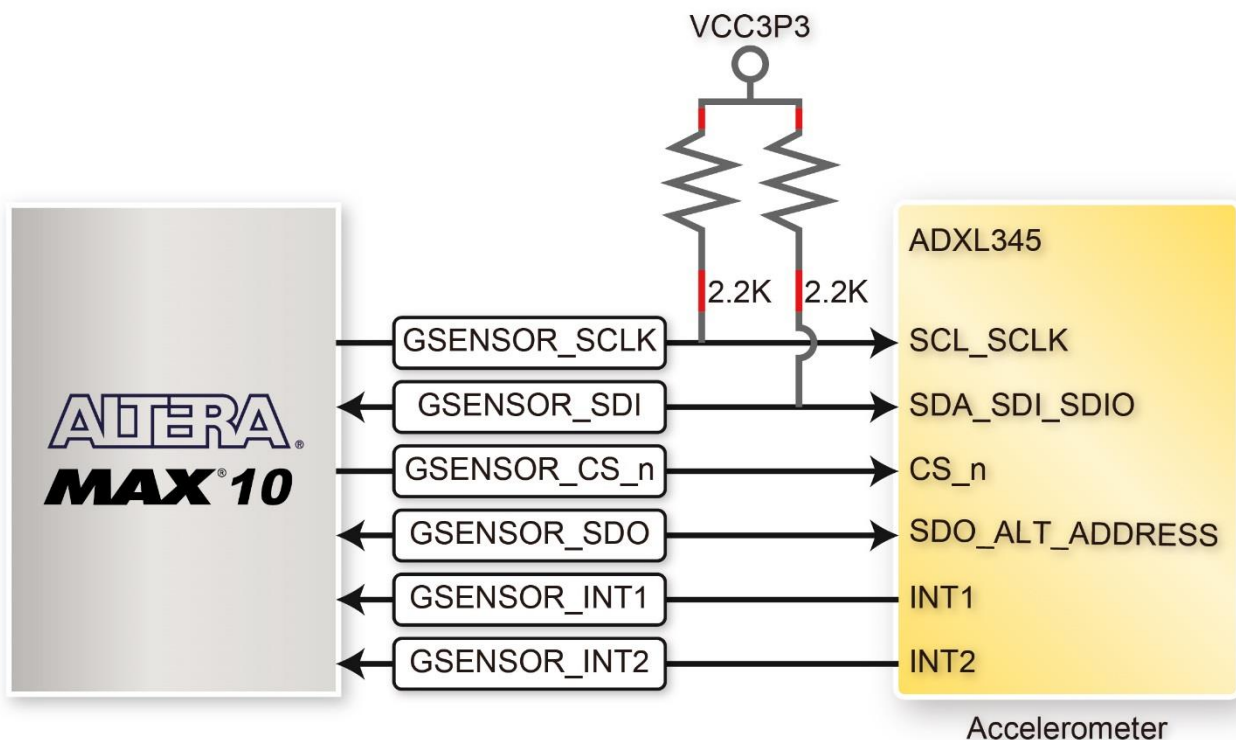 VCC3P3
2.2K 2.2K
ADXL345
GSENSOR_SCLK SCL_SCLK
GSENSOR_SDI SDA_SDI_SDIO
ALTERA®
MAX®10
GSENSOR_CS_n CS_n
GSENSOR_SDO SDO_ALT_ADDRESS
GSENSOR_INT1 INT1
GSENSOR_INT2 INT2
Accelerometer